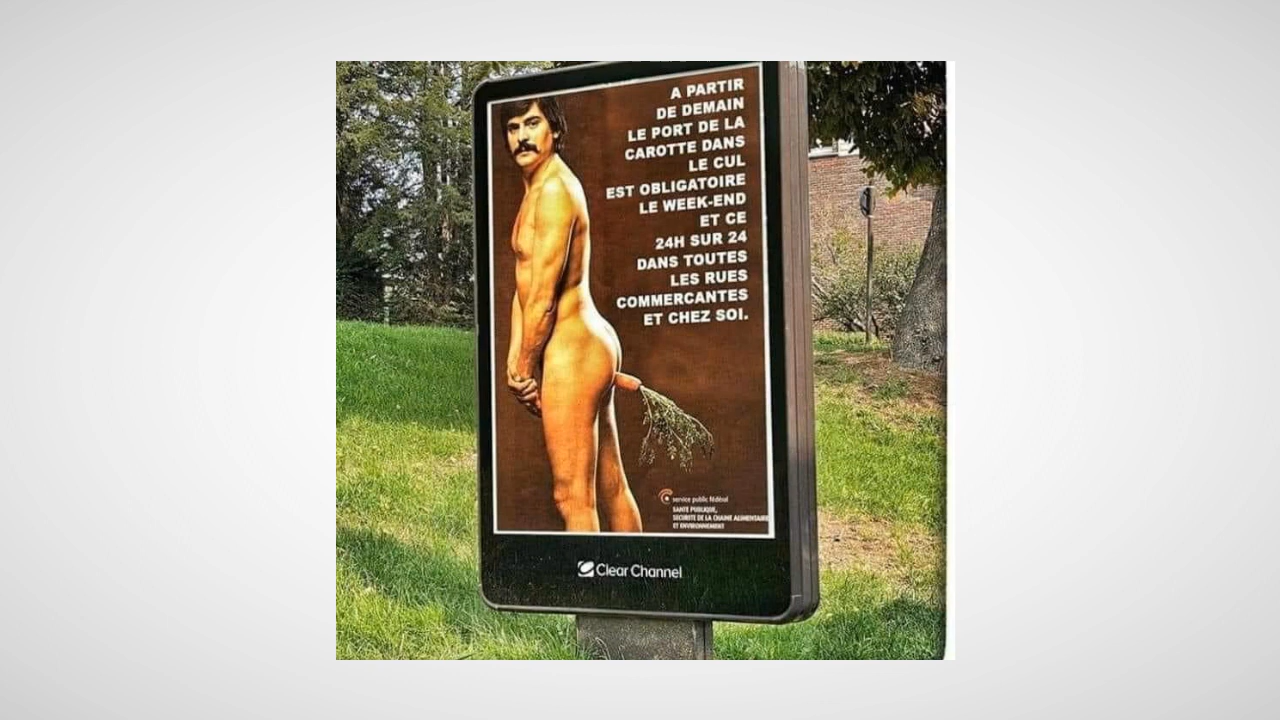 A PARTIR
DE DEMAIN
LE PORT DE LA
CAROTTE DANS
LE CUL
EST OBLIGATOIRE
LE WEEK-END
ET CE
24H SUR 24
DANS TOUTES
LES RUES
COMMERCANTES
ET CHEZ SOI.
service public fédéral
SANTE PUBLIQUE,
SECURITE DE LA CHAINE ALIMENTAIRE
ET ENVIRONNEMENT
Clear Channel